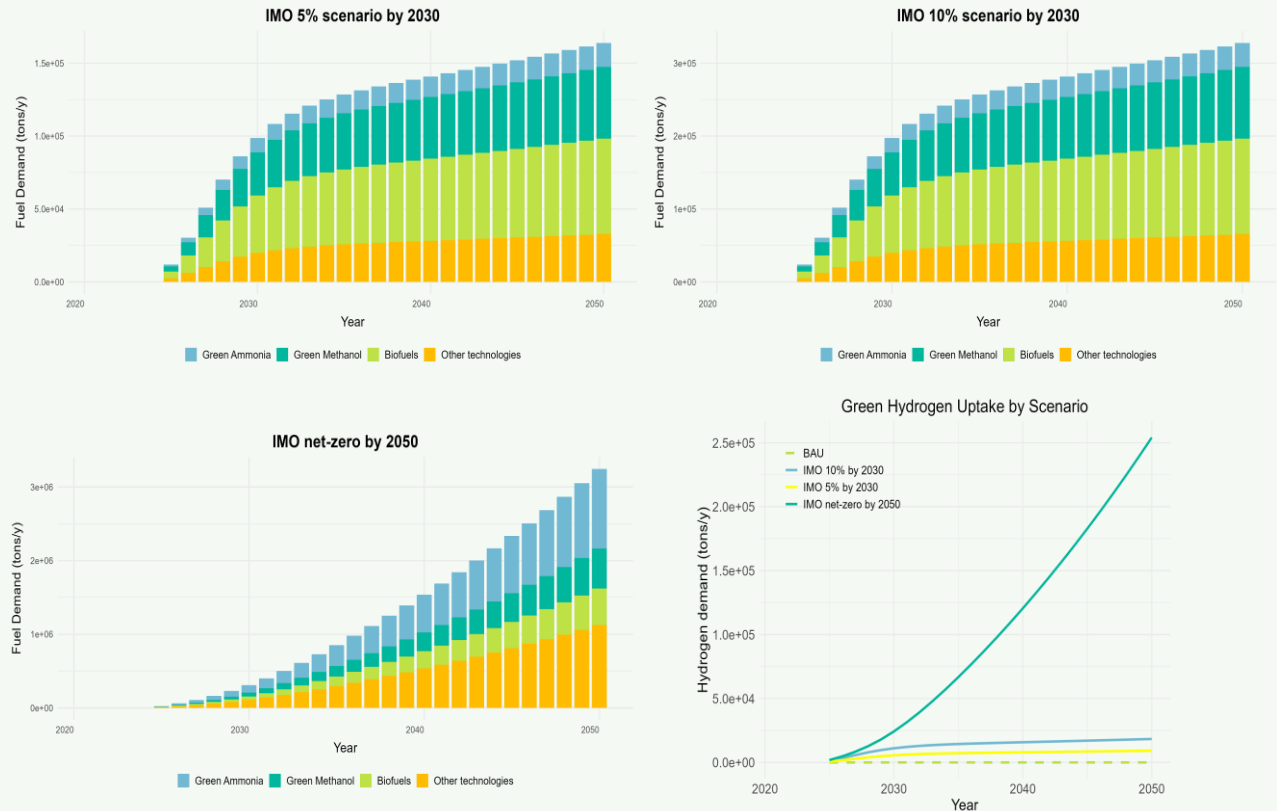 IMO 5% scenario by 2030
Fuel Demand (tons/y)
1.5e+05
1.0e+05
5.0e+04
0.0e+00
2020
2030
2040
2050
Year
Green Ammonia Green Methanol Biofuels Other technologies
IMO 10% scenario by 2030
Fuel Demand (tons/y)
3e+05
2e+05
1e+05
0e+00
2020
2030
2040
2050
Year
Green Ammonia Green Methanol Biofuels Other technologies
IMO net-zero by 2050
Fuel Demand (tons/y)
3e+06
2e+06
1e+06
0e+00
2020
2030
2040
2050
Year
Green Ammonia Green Methanol Biofuels Other technologies
Green Hydrogen Uptake by Scenario
Hydrogen demand (tons/y)
2.5e+05
2.0e+05
1.5e+05
1.0e+05
5.0e+04
0.0e+00
BAU
IMO 10% by 2030
IMO 5% by 2030
IMO net-zero by 2050
2020
2030
2040
2050
Year